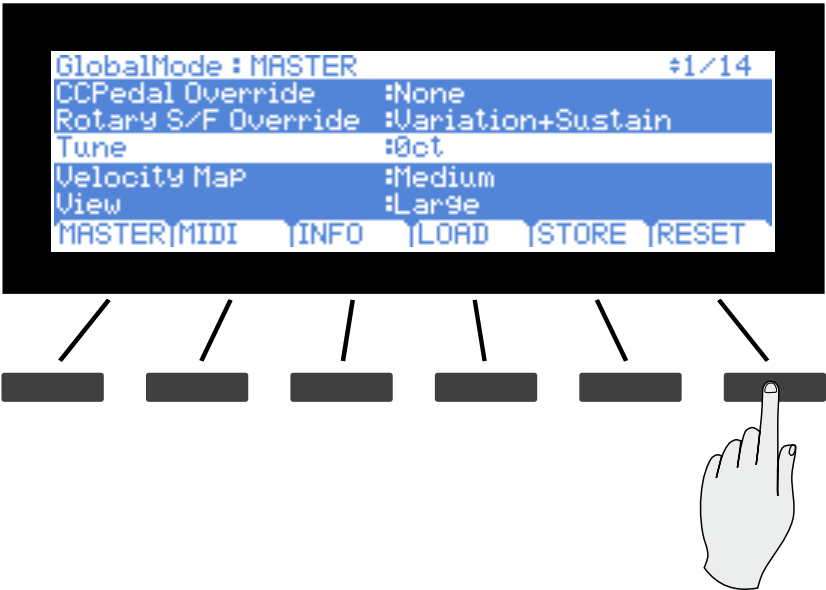 GlobalMode:MASTER ÷1/14
CCPedal Override :None
Rotary S/F Override :Variation+Sustain
Tune :0ct
Velocity Map :Medium
View :Large
MASTER MIDI INFO LOAD STORE RESET